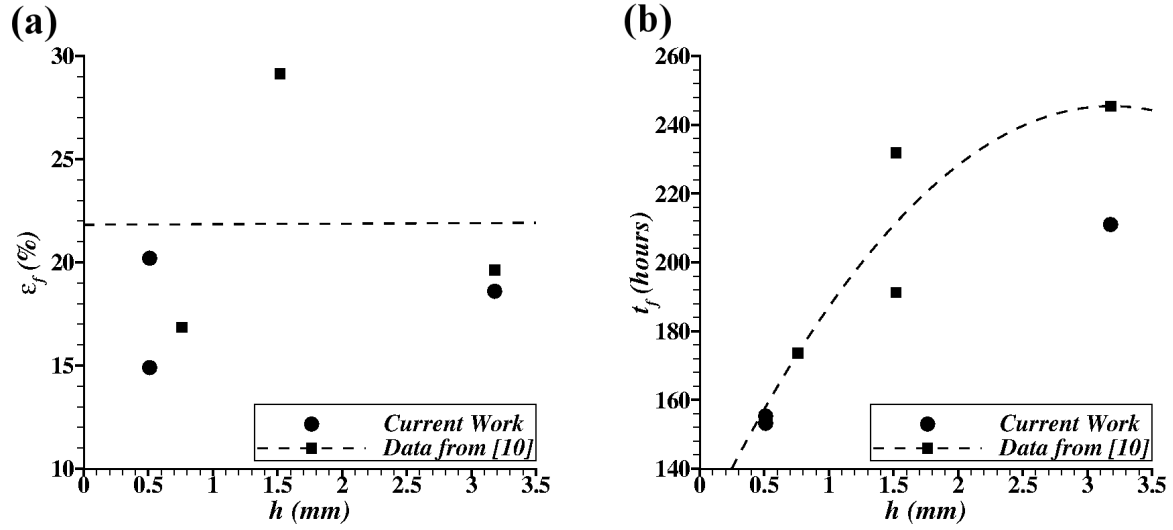 (a)
30
25
20
15
10
ε_f (%)
0 0.5 1 1.5 2 2.5 3 3.5
h (mm)
Current Work
Data from [10]
(b)
260
240
220
200
180
160
140
t_f (hours)
0 0.5 1 1.5 2 2.5 3 3.5
h (mm)
Current Work
Data from [10]